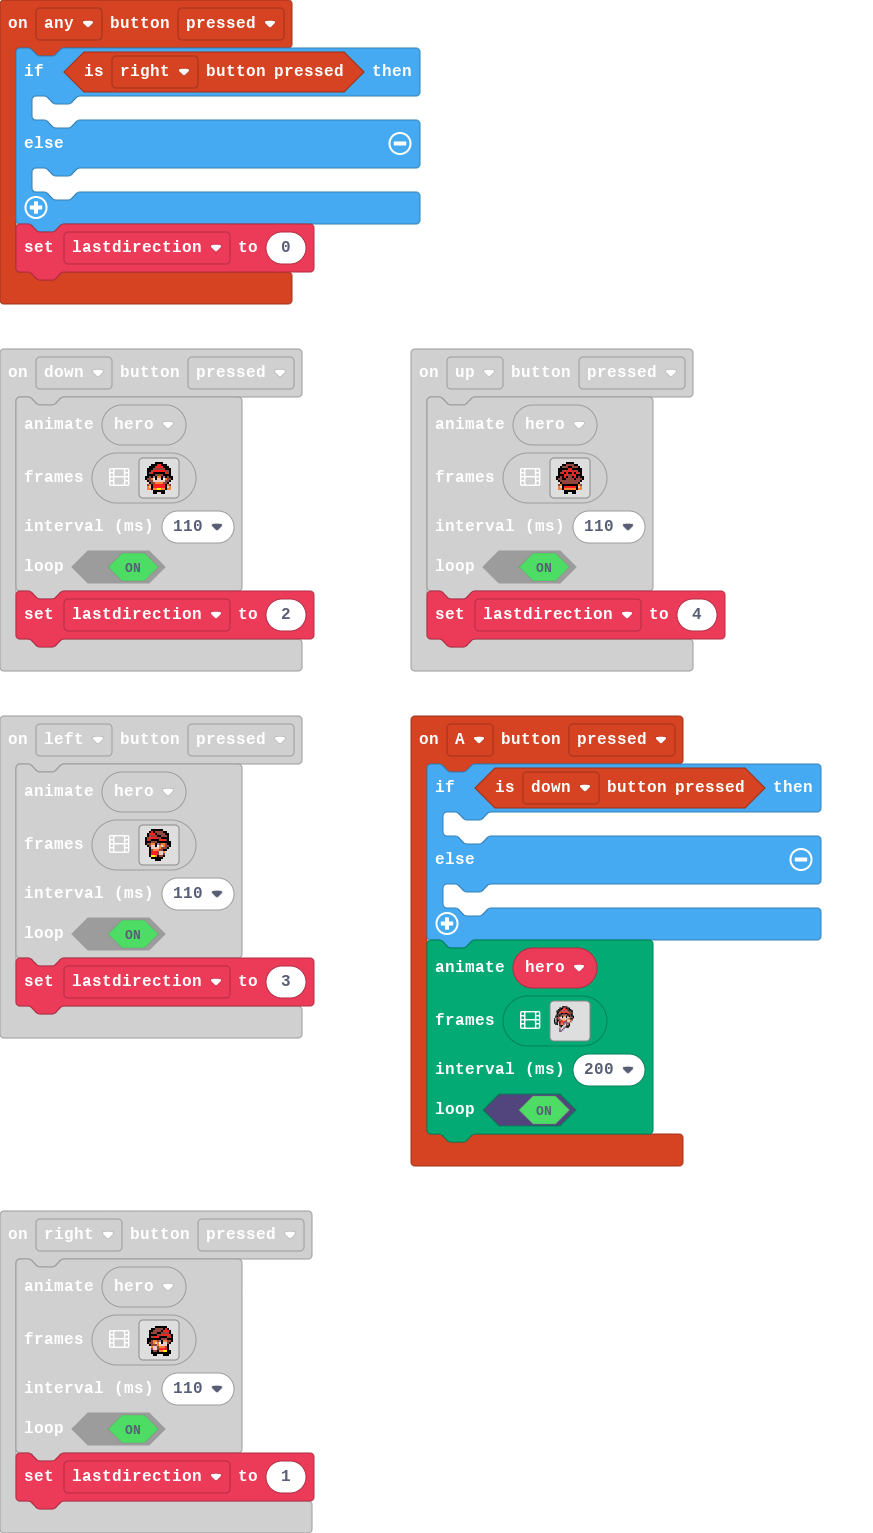 on any button pressed
if is right button pressed then
else
set lastdirection to 0
on down button pressed
animate hero
frames
interval (ms) 110
loop ON
set lastdirection to 2
on up button pressed
animate hero
frames
interval (ms) 110
loop ON
set lastdirection to 4
on left button pressed
animate hero
frames
interval (ms) 110
loop ON
set lastdirection to 3
on A button pressed
if is down button pressed then
else
animate hero
frames
interval (ms) 200
loop ON
on right button pressed
animate hero
frames
interval (ms) 110
loop ON
set lastdirection to 1